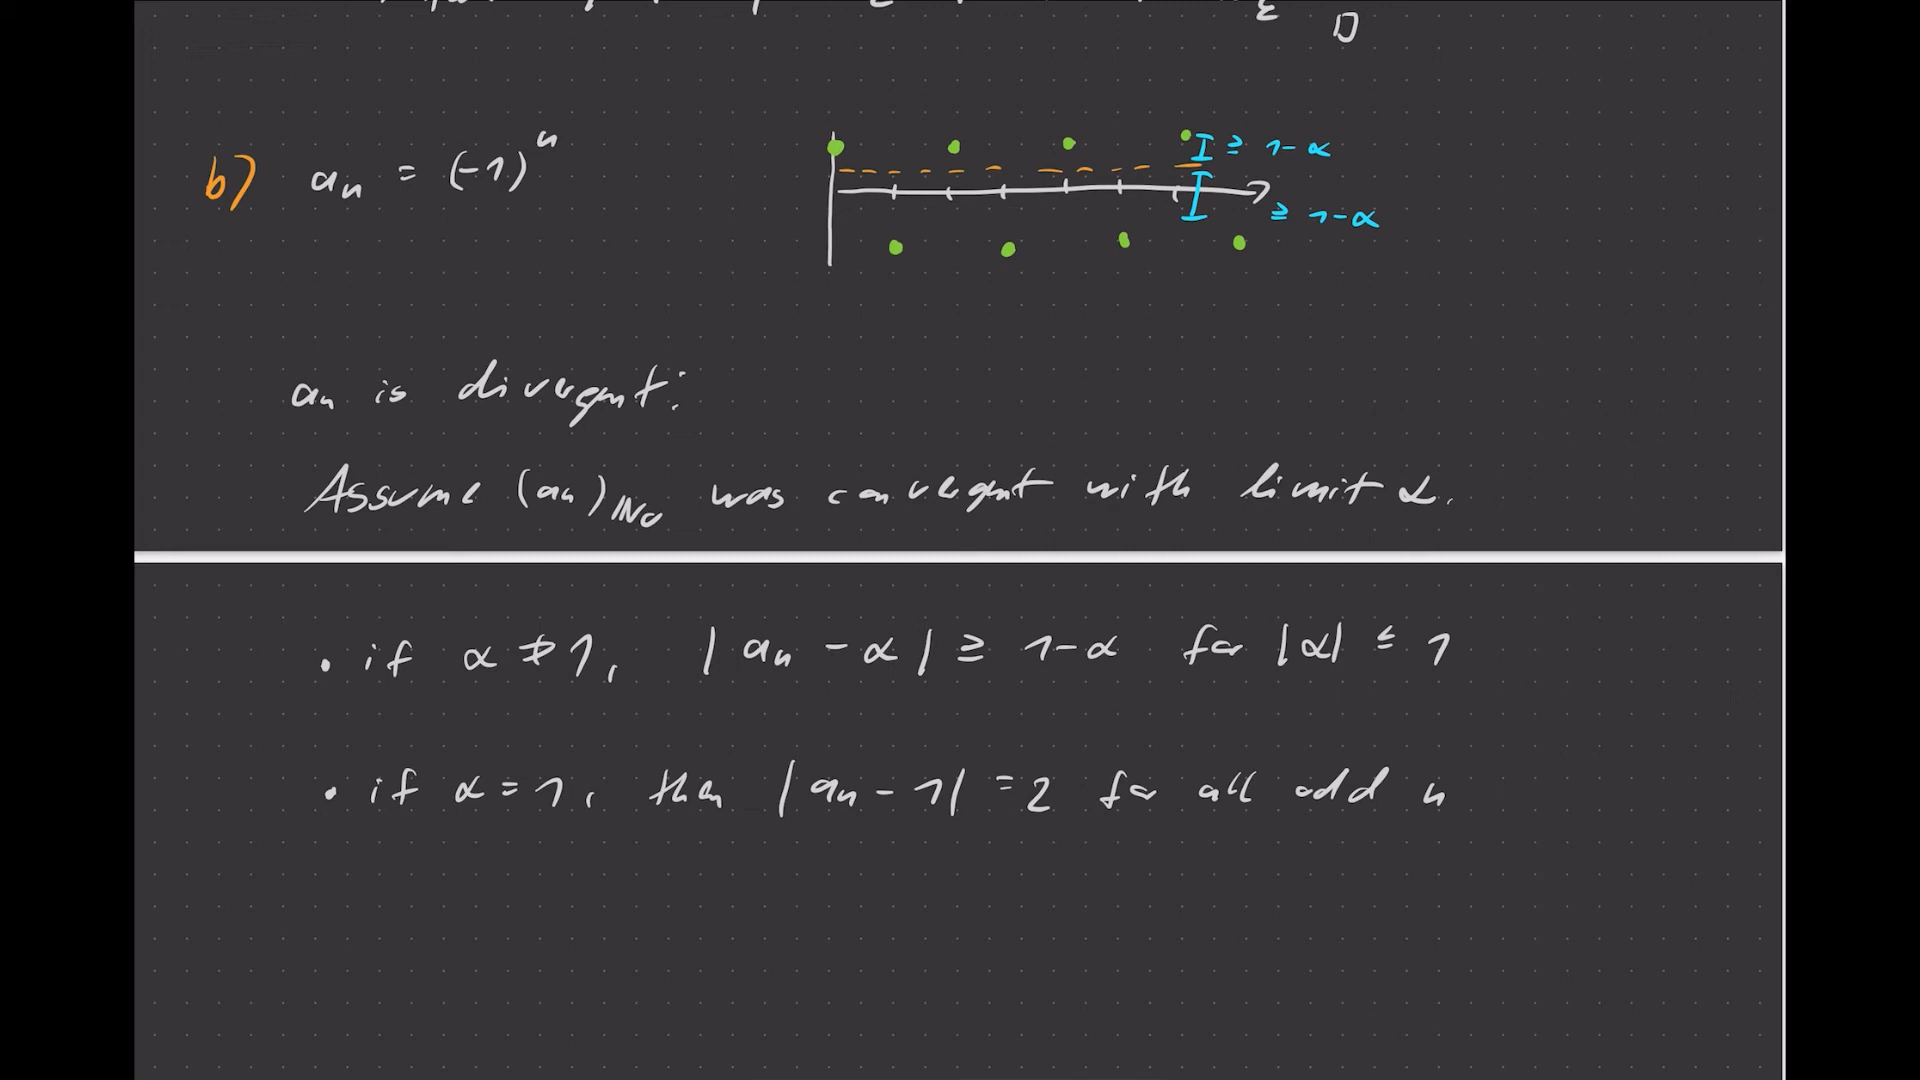 ε
b) aₙ = (-1)ⁿ
≥ 1-α
≥ 1-α
aₙ is divergent:
Assume (aₙ)ℕ₀ was convergent with limit α.
• if α ≠ 1, |aₙ - α| ≥ 1-α for |α| ≤ 1
• if α = 1, then |aₙ - 1| = 2 for all odd n